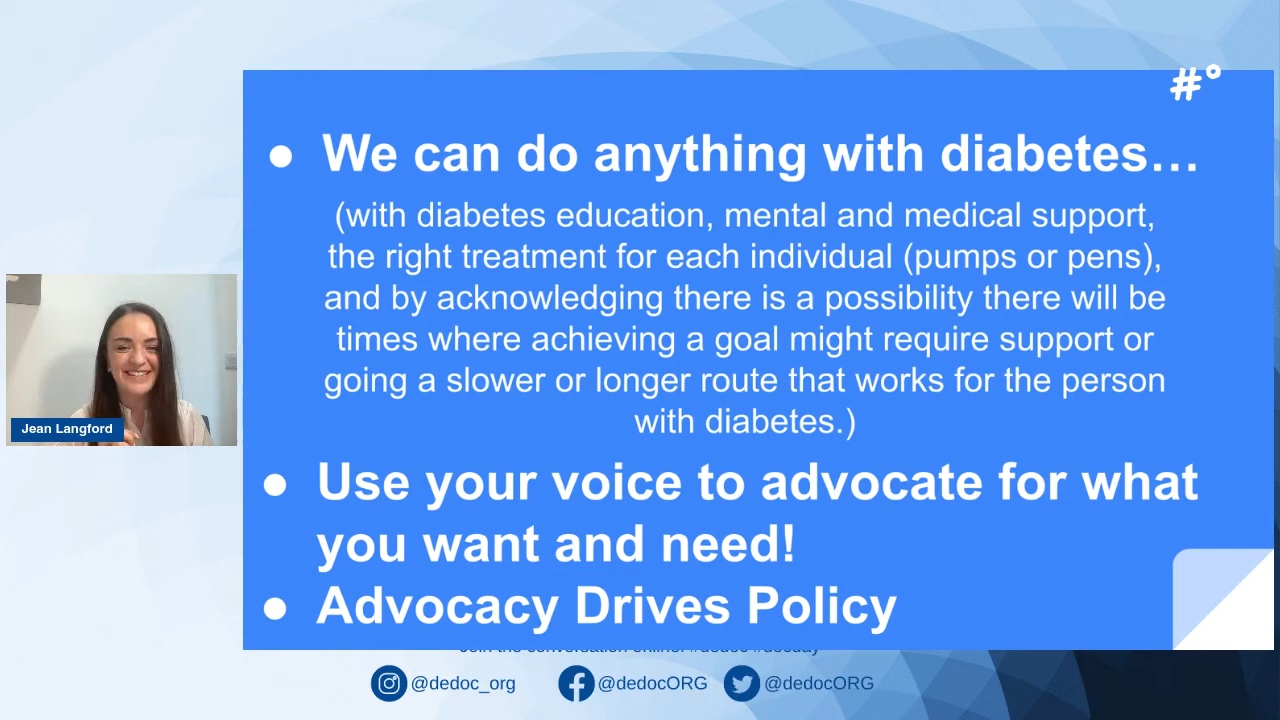 #°
● We can do anything with diabetes…
(with diabetes education, mental and medical support,
the right treatment for each individual (pumps or pens),
and by acknowledging there is a possibility there will be
times where achieving a goal might require support or
going a slower or longer route that works for the person
with diabetes.)
● Use your voice to advocate for what
you want and need!
● Advocacy Drives Policy
Jean Langford
@dedoc_org
@dedocORG
@dedocORG